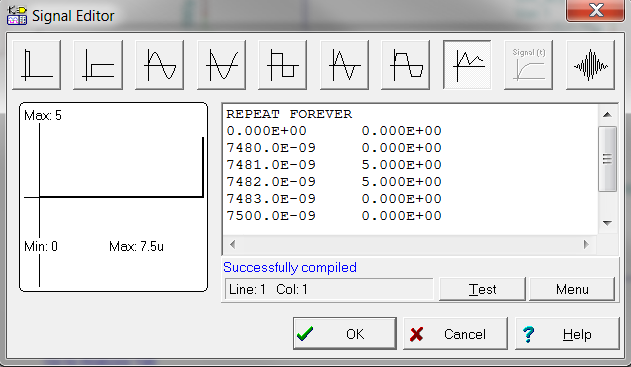 Signal Editor
Signal (t)
Max: 5
Min: 0 Max: 7.5u
REPEAT FOREVER
0.000E+00 0.000E+00
7480.0E-09 0.000E+00
7481.0E-09 5.000E+00
7482.0E-09 5.000E+00
7483.0E-09 0.000E+00
7500.0E-09 0.000E+00
Successfully compiled
Line: 1 Col: 1 Test Menu
OK Cancel ? Help